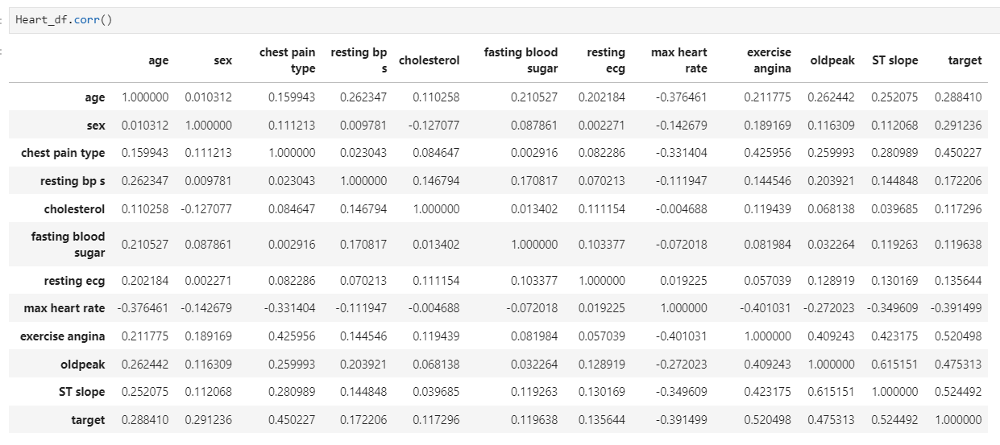 Heart_df.corr()
age sex chest pain type resting bp s cholesterol fasting blood sugar resting ecg max heart rate exercise angina oldpeak ST slope target
age 1.000000 0.010312 0.159943 0.262347 0.110258 0.210527 0.202184 -0.376461 0.211775 0.262442 0.252075 0.288410
sex 0.010312 1.000000 0.111213 0.009781 -0.127077 0.087861 0.002271 -0.142679 0.189169 0.116309 0.112068 0.291236
chest pain type 0.159943 0.111213 1.000000 0.023043 0.084647 0.002916 0.082286 -0.331404 0.425956 0.259993 0.280989 0.450227
resting bp s 0.262347 0.009781 0.023043 1.000000 0.146794 0.170817 0.070213 -0.111947 0.144546 0.203921 0.144848 0.172206
cholesterol 0.110258 -0.127077 0.084647 0.146794 1.000000 0.013402 0.111154 -0.004688 0.119439 0.068138 0.039685 0.117296
fasting blood sugar 0.210527 0.087861 0.002916 0.170817 0.013402 1.000000 0.103377 -0.072018 0.081984 0.032264 0.119263 0.119638
resting ecg 0.202184 0.002271 0.082286 0.070213 0.111154 0.103377 1.000000 0.019225 0.057039 0.128919 0.130169 0.135644
max heart rate -0.376461 -0.142679 -0.331404 -0.111947 -0.004688 -0.072018 0.019225 1.000000 -0.401031 -0.272023 -0.349609 -0.391499
exercise angina 0.211775 0.189169 0.425956 0.144546 0.119439 0.081984 0.057039 -0.401031 1.000000 0.409243 0.423175 0.520498
oldpeak 0.262442 0.116309 0.259993 0.203921 0.068138 0.032264 0.128919 -0.272023 0.409243 1.000000 0.615151 0.475313
ST slope 0.252075 0.112068 0.280989 0.144848 0.039685 0.119263 0.130169 -0.349609 0.423175 0.615151 1.000000 0.524492
target 0.288410 0.291236 0.450227 0.172206 0.117296 0.119638 0.135644 -0.391499 0.520498 0.475313 0.524492 1.000000